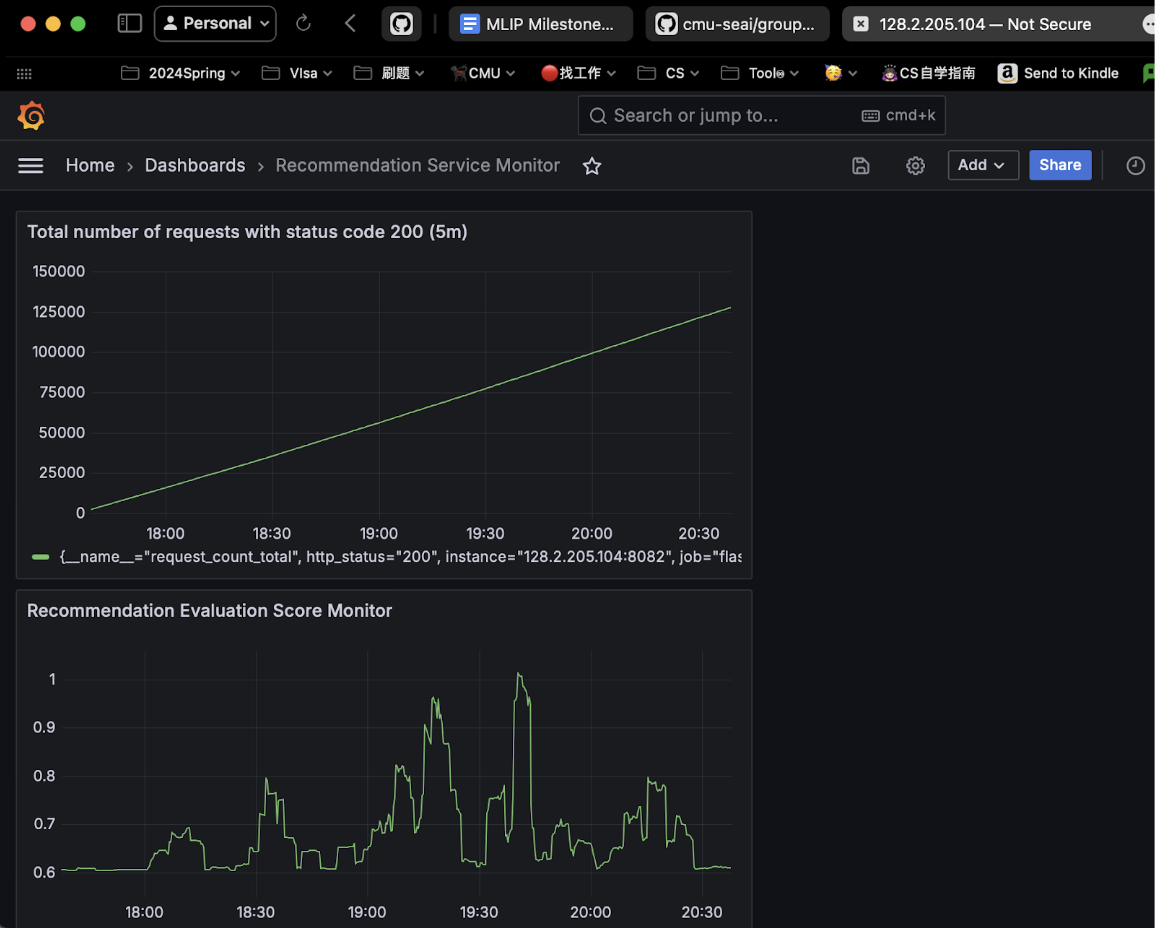 Personal
MLIP Milestone...
cmu-seai/group...
128.2.205.104 — Not Secure
2024Spring
VIsa
刷题
CMU
找工作
CS
Tool
CS自学指南
a Send to Kindle
Search or jump to...
cmd+k
Home › Dashboards › Recommendation Service Monitor
Add
Share
Total number of requests with status code 200 (5m)
150000
125000
100000
75000
50000
25000
0
18:00 18:30 19:00 19:30 20:00 20:30
{__name__="request_count_total", http_status="200", instance="128.2.205.104:8082", job="flas
Recommendation Evaluation Score Monitor
1
0.9
0.8
0.7
0.6
18:00 18:30 19:00 19:30 20:00 20:30